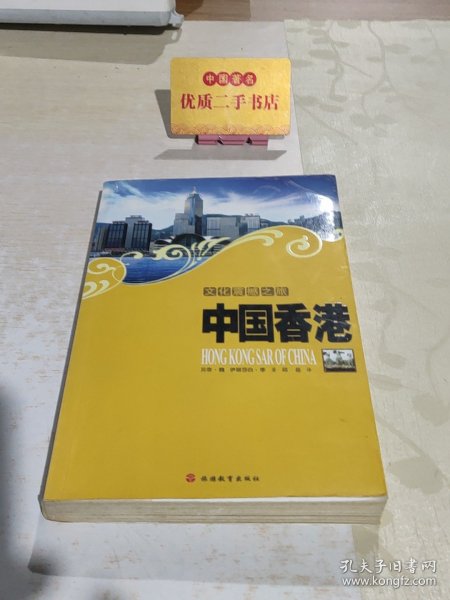 中国著名
优质二手书店
文化震撼之旅
中国香港
HONG KONG SAR OF CHINA
旅游教育出版社
孔夫子旧书网
www.kongfz.com